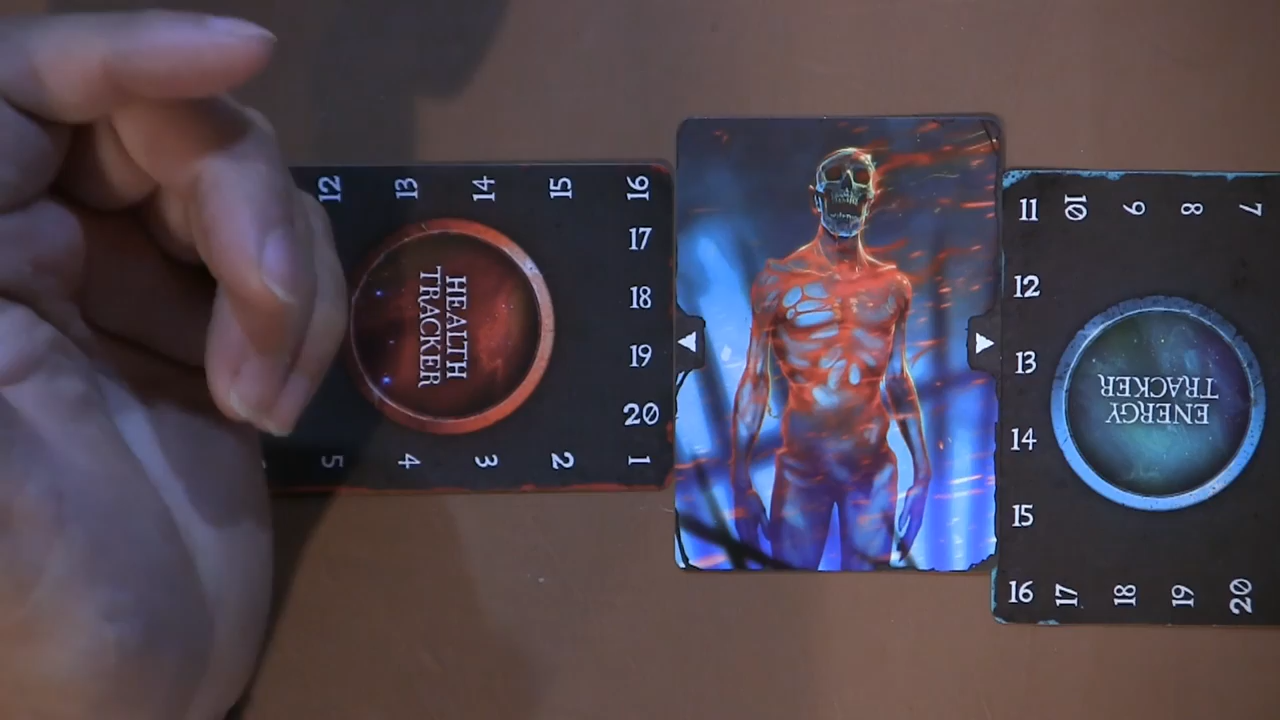 12 13 14 15 16
17
18
19
20
5 4 3 2 1
HEALTH
TRACKER
11 10 9 8 7
12
13
14
15
16 17 18 19 20
ENERGY
TRACKER